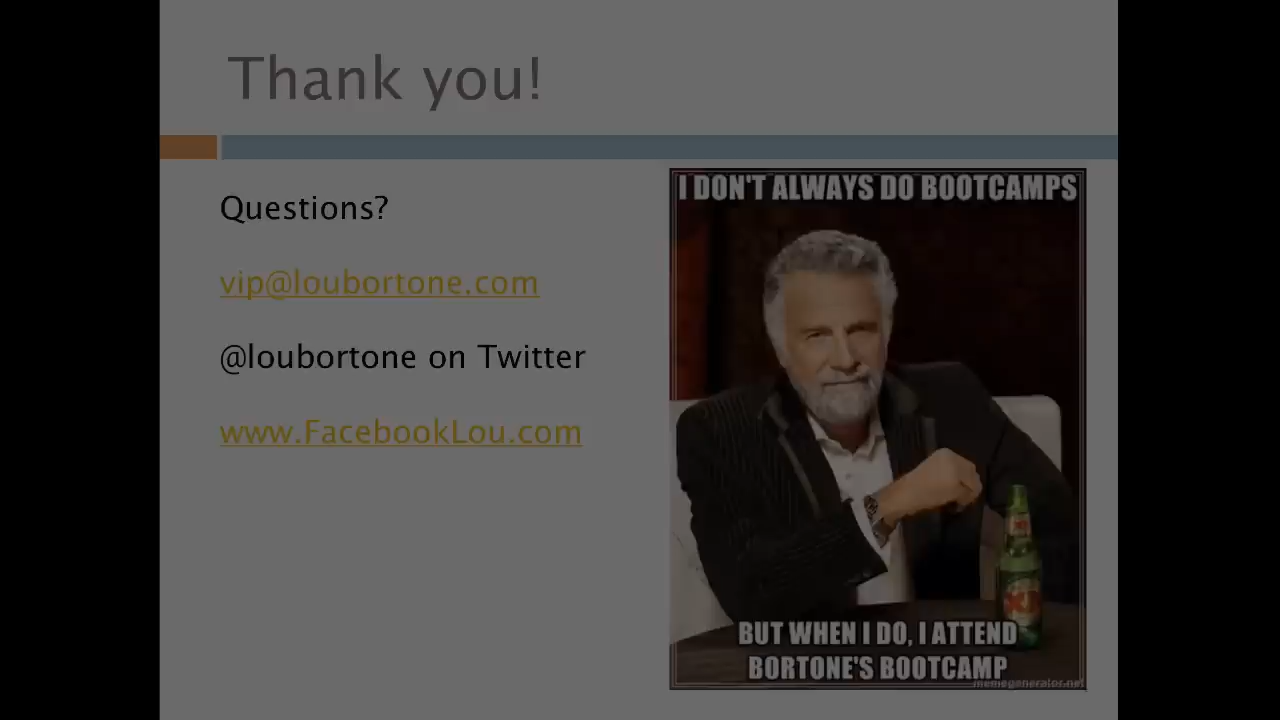 Thank you!
Questions?
vip@loubortone.com
@loubortone on Twitter
www.FacebookLou.com
I DON'T ALWAYS DO BOOTCAMPS
XX
BUT WHEN I DO, I ATTEND
BORTONE'S BOOTCAMP
memegenerator.net